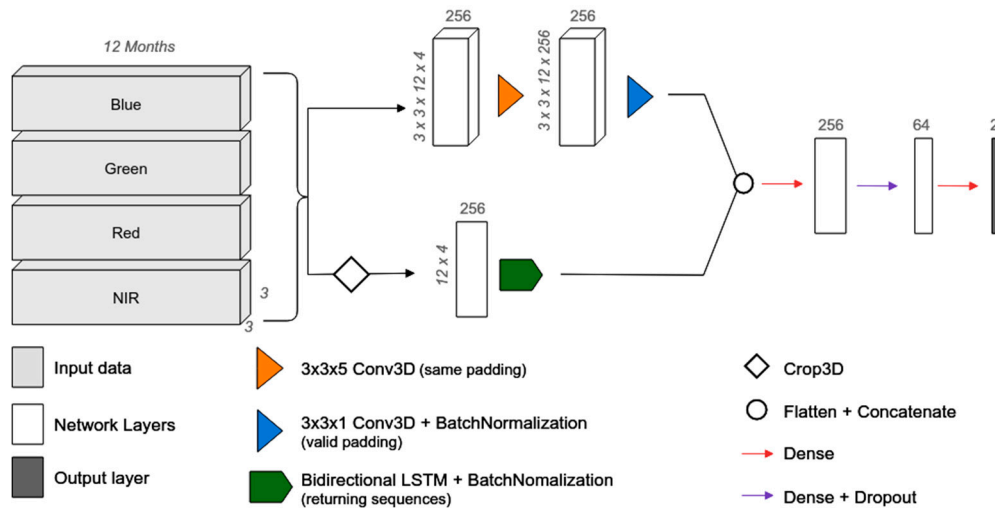 12 Months
Blue
Green
Red
NIR
3
3
256
3 x 3 x 12 x 4
256
3 x 3 x 12 x 256
256
12 x 4
256
64
2
Input data
Network Layers
Output layer
3x3x5 Conv3D (same padding)
3x3x1 Conv3D + BatchNormalization
(valid padding)
Bidirectional LSTM + BatchNomalization
(returning sequences)
Crop3D
Flatten + Concatenate
Dense
Dense + Dropout